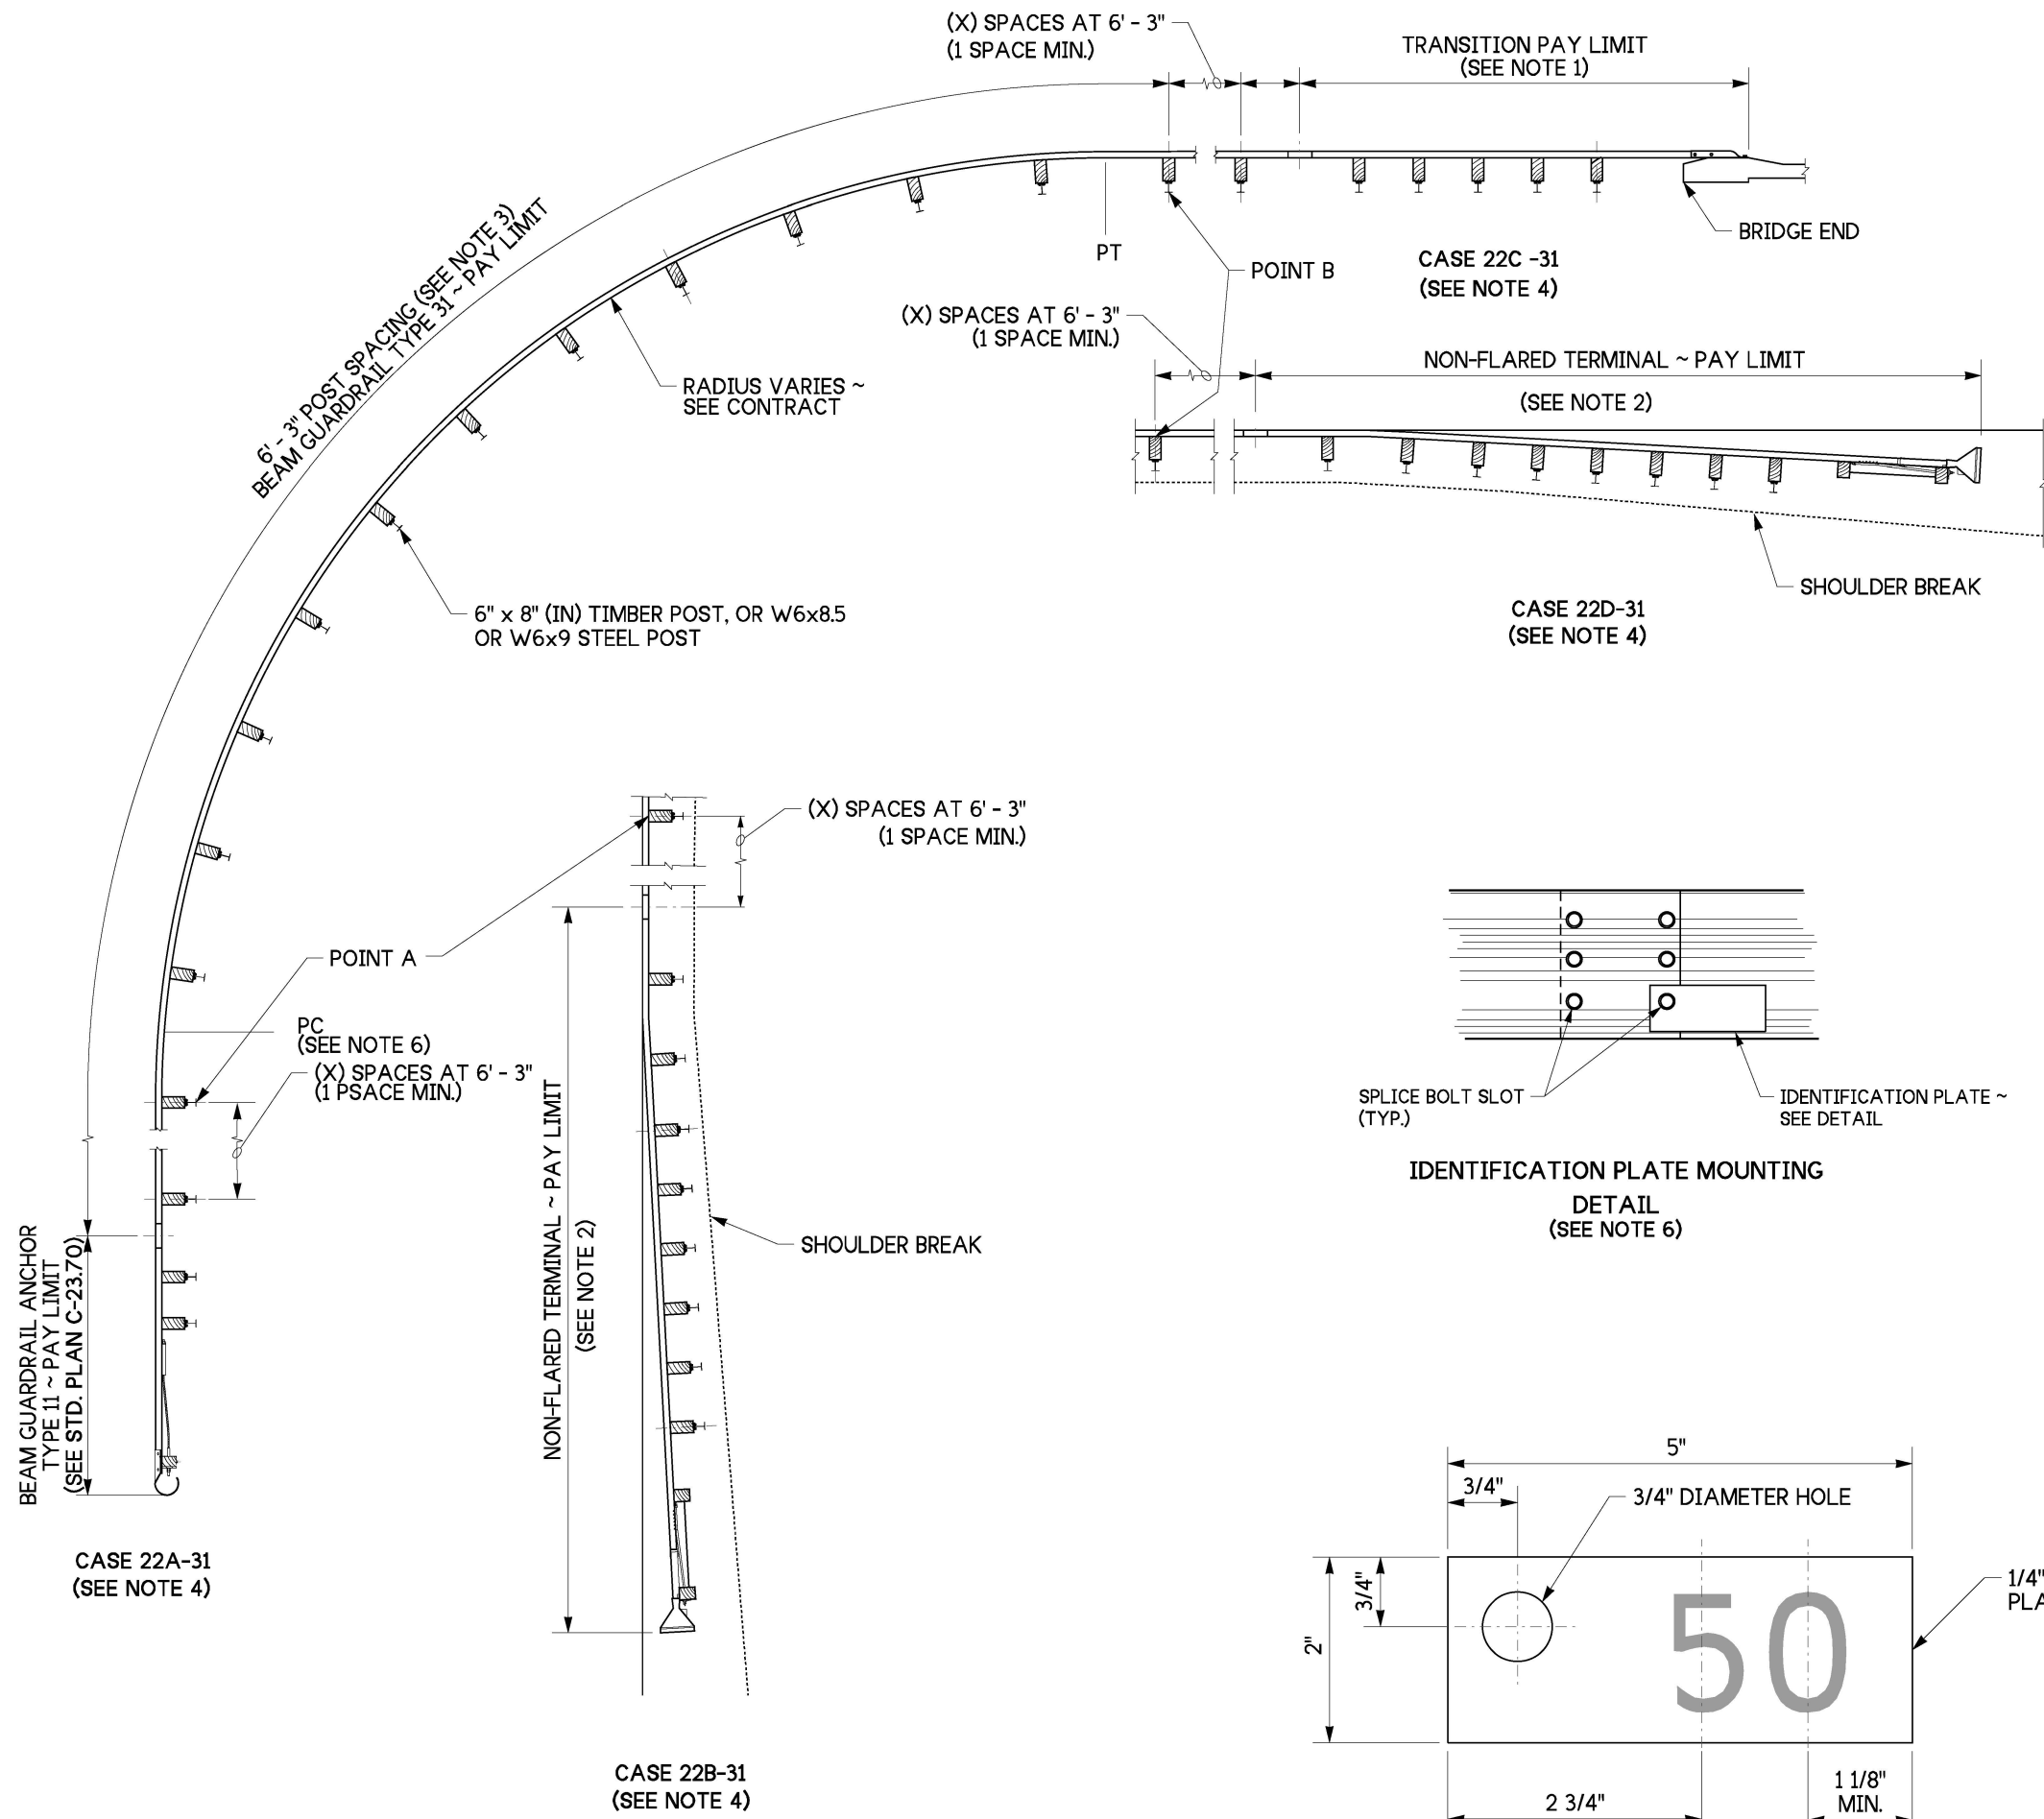 (X) SPACES AT 6' - 3"
(1 SPACE MIN.)
TRANSITION PAY LIMIT
(SEE NOTE 1)
BRIDGE END
PT
POINT B
CASE 22C -31
(SEE NOTE 4)
6' - 3" POST SPACING (SEE NOTE 3)
BEAM GUARDRAIL TYPE 31 ~ PAY LIMIT
(X) SPACES AT 6' - 3"
(1 SPACE MIN.)
NON-FLARED TERMINAL ~ PAY LIMIT
(SEE NOTE 2)
RADIUS VARIES ~
SEE CONTRACT
SHOULDER BREAK
6" x 8" (IN) TIMBER POST, OR W6x8.5
OR W6x9 STEEL POST
CASE 22D-31
(SEE NOTE 4)
(X) SPACES AT 6' - 3"
(1 SPACE MIN.)
POINT A
PC
(SEE NOTE 6)
(X) SPACES AT 6' - 3"
(1 PSACE MIN.)
SPLICE BOLT SLOT
(TYP.)
IDENTIFICATION PLATE ~
SEE DETAIL
IDENTIFICATION PLATE MOUNTING
DETAIL
(SEE NOTE 6)
NON-FLARED TERMINAL ~ PAY LIMIT
(SEE NOTE 2)
SHOULDER BREAK
BEAM GUARDRAIL ANCHOR
TYPE 11 ~ PAY LIMIT
(SEE STD. PLAN C-23.70)
CASE 22A-31
(SEE NOTE 4)
5"
3/4"
3/4" DIAMETER HOLE
1/4"
2"
3/4"
50
CASE 22B-31
(SEE NOTE 4)
2 3/4"
1 1/8"
MIN.